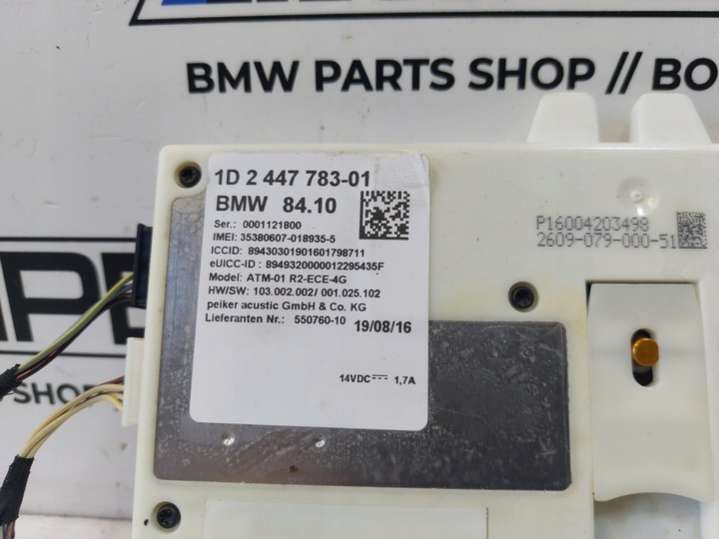 BMW PARTS SHOP // BO
1D 2 447 783-01
BMW 84.10
Ser.: 0001121800
IMEI: 35380607-018935-5
ICCID: 89430301901601798711
eUICC-ID : 8949320000012295435F
Model: ATM-01 R2-ECE-4G
HW/SW: 103.002.002/ 001.025.102
peiker acustic GmbH & Co. KG
Lieferanten Nr.: 550760-10
19/08/16
14VDC 1,7A
P16004203498
2609-079-000-51
SHOP